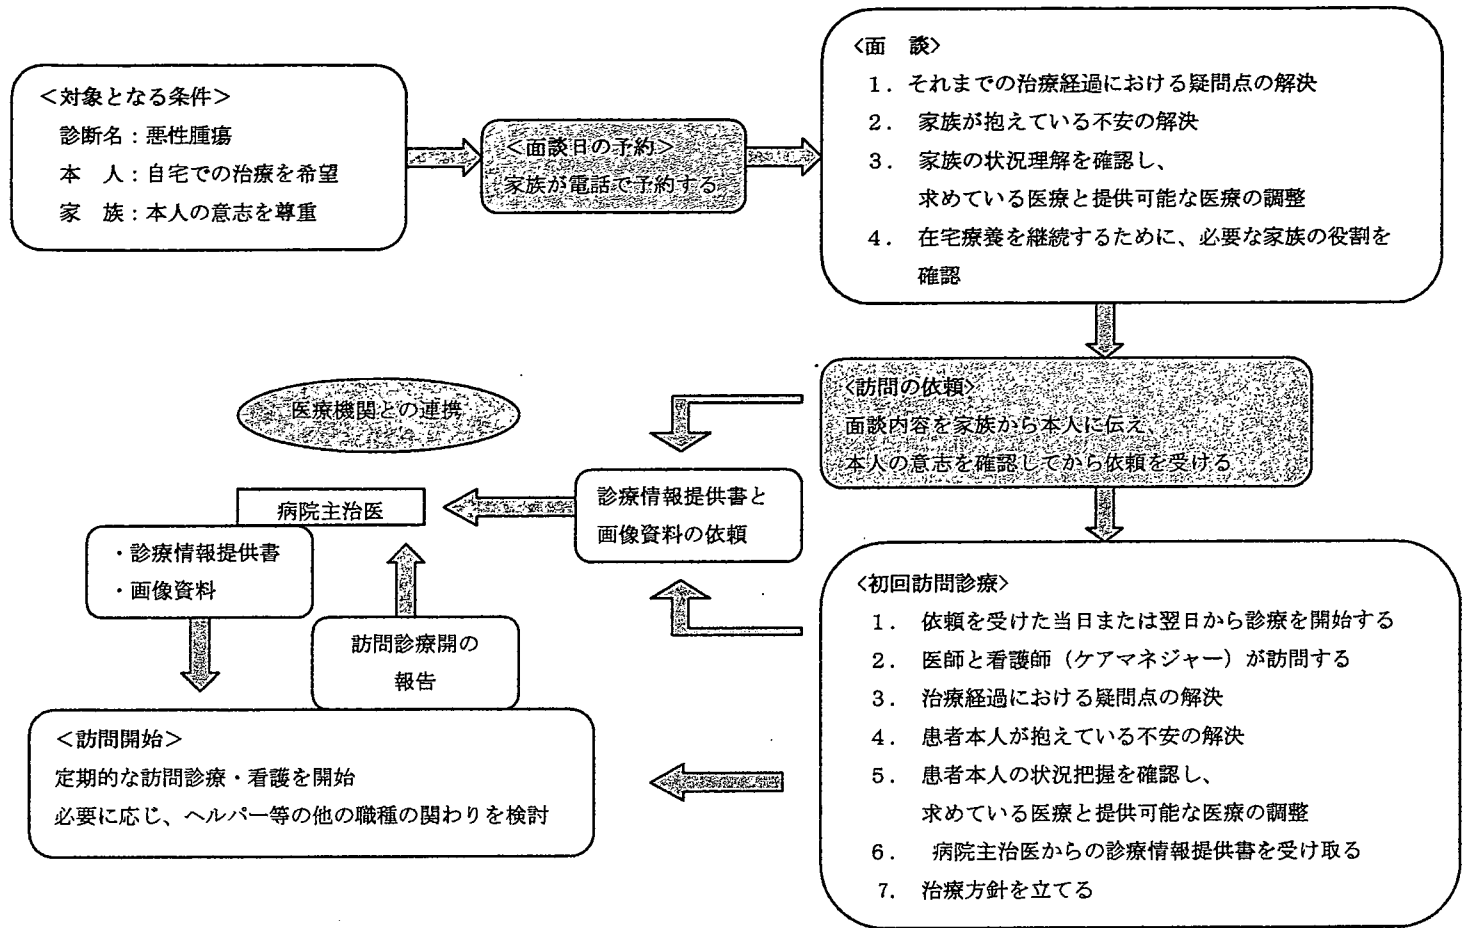 ＜対象となる条件＞
診断名：悪性腫瘍
本　人：自宅での治療を希望
家　族：本人の意志を尊重
＜面談日の予約＞
家族が電話で予約する
＜面　談＞
1．それまでの治療経過における疑問点の解決
2．家族が抱えている不安の解決
3．家族の状況理解を確認し、
求めている医療と提供可能な医療の調整
4．在宅療養を継続するために、必要な家族の役割を
確認
＜訪問の依頼＞
面談内容を家族から本人に伝え、
本人の意志を確認してから依頼を受ける
医療機関との連携
診療情報提供書と
画像資料の依頼
病院主治医
・診療情報提供書
・画像資料
訪問診療開の
報告
＜初回訪問診療＞
1．依頼を受けた当日または翌日から診療を開始する
2．医師と看護師（ケアマネジャー）が訪問する
3．治療経過における疑問点の解決
4．患者本人が抱えている不安の解決
5．患者本人の状況把握を確認し、
求めている医療と提供可能な医療の調整
6．病院主治医からの診療情報提供書を受け取る
7．治療方針を立てる
＜訪問開始＞
定期的な訪問診療・看護を開始
必要に応じ、ヘルパー等の他の職種の関わりを検討